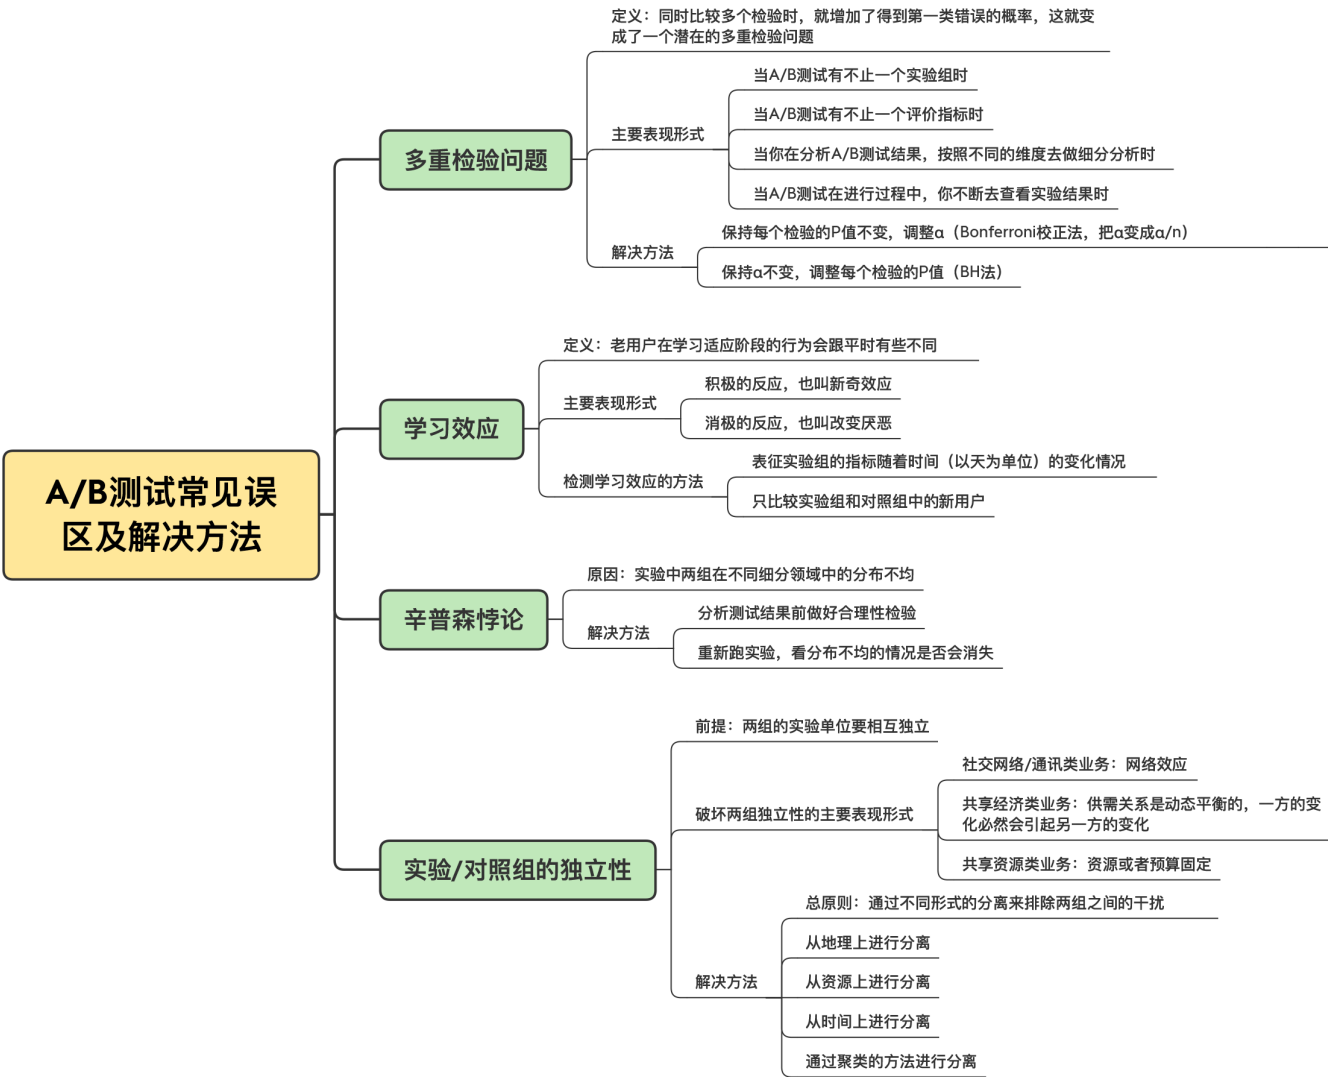 A/B测试常见误
区及解决方法
多重检验问题
定义：同时比较多个检验时，就增加了得到第一类错误的概率，这就变
成了一个潜在的多重检验问题
主要表现形式
当A/B测试有不止一个实验组时
当A/B测试有不止一个评价指标时
当你在分析A/B测试结果，按照不同的维度去做细分分析时
当A/B测试在进行过程中，你不断去查看实验结果时
解决方法
保持每个检验的P值不变，调整α（Bonferroni校正法，把α变成α/n）
保持α不变，调整每个检验的P值（BH法）
学习效应
定义：老用户在学习适应阶段的行为会跟平时有些不同
主要表现形式
积极的反应，也叫新奇效应
消极的反应，也叫改变厌恶
检测学习效应的方法
表征实验组的指标随着时间（以天为单位）的变化情况
只比较实验组和对照组中的新用户
辛普森悖论
原因：实验中两组在不同细分领域中的分布不均
解决方法
分析测试结果前做好合理性检验
重新跑实验，看分布不均的情况是否会消失
实验/对照组的独立性
前提：两组的实验单位要相互独立
破坏两组独立性的主要表现形式
社交网络/通讯类业务：网络效应
共享经济类业务：供需关系是动态平衡的，一方的变
化必然会引起另一方的变化
共享资源类业务：资源或者预算固定
解决方法
总原则：通过不同形式的分离来排除两组之间的干扰
从地理上进行分离
从资源上进行分离
从时间上进行分离
通过聚类的方法进行分离